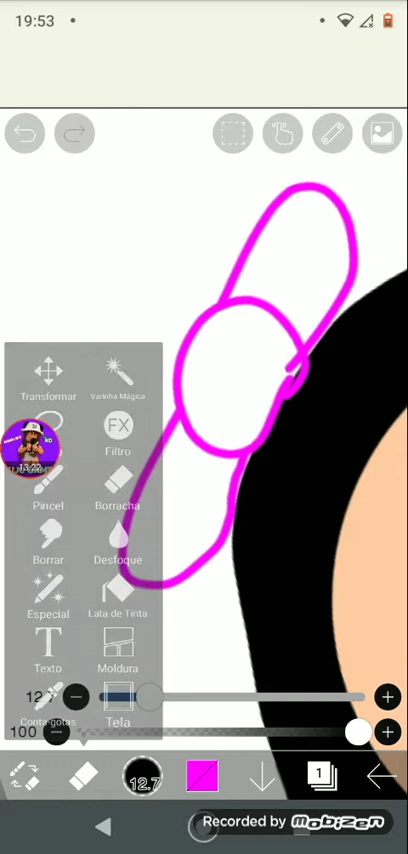 19:53
Transformar
Varinha Mágica
FX
Filtro
13:22
Pincel
Borracha
Borrar
Desfoque
Especial
Lata de Tinta
T
Texto
Moldura
Conta-gotas
Tela
100
12.7
1
Recorded by Mobizen